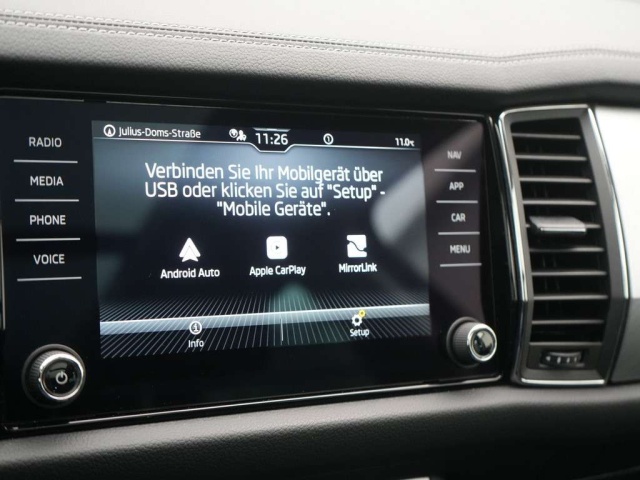 RADIO
MEDIA
PHONE
VOICE
Julius-Doms-Straße 11:26 11.0°C
Verbinden Sie Ihr Mobilgerät über
USB oder klicken Sie auf "Setup" -
"Mobile Geräte".
Android Auto Apple CarPlay MirrorLink
Info Setup
NAV
APP
CAR
MENU